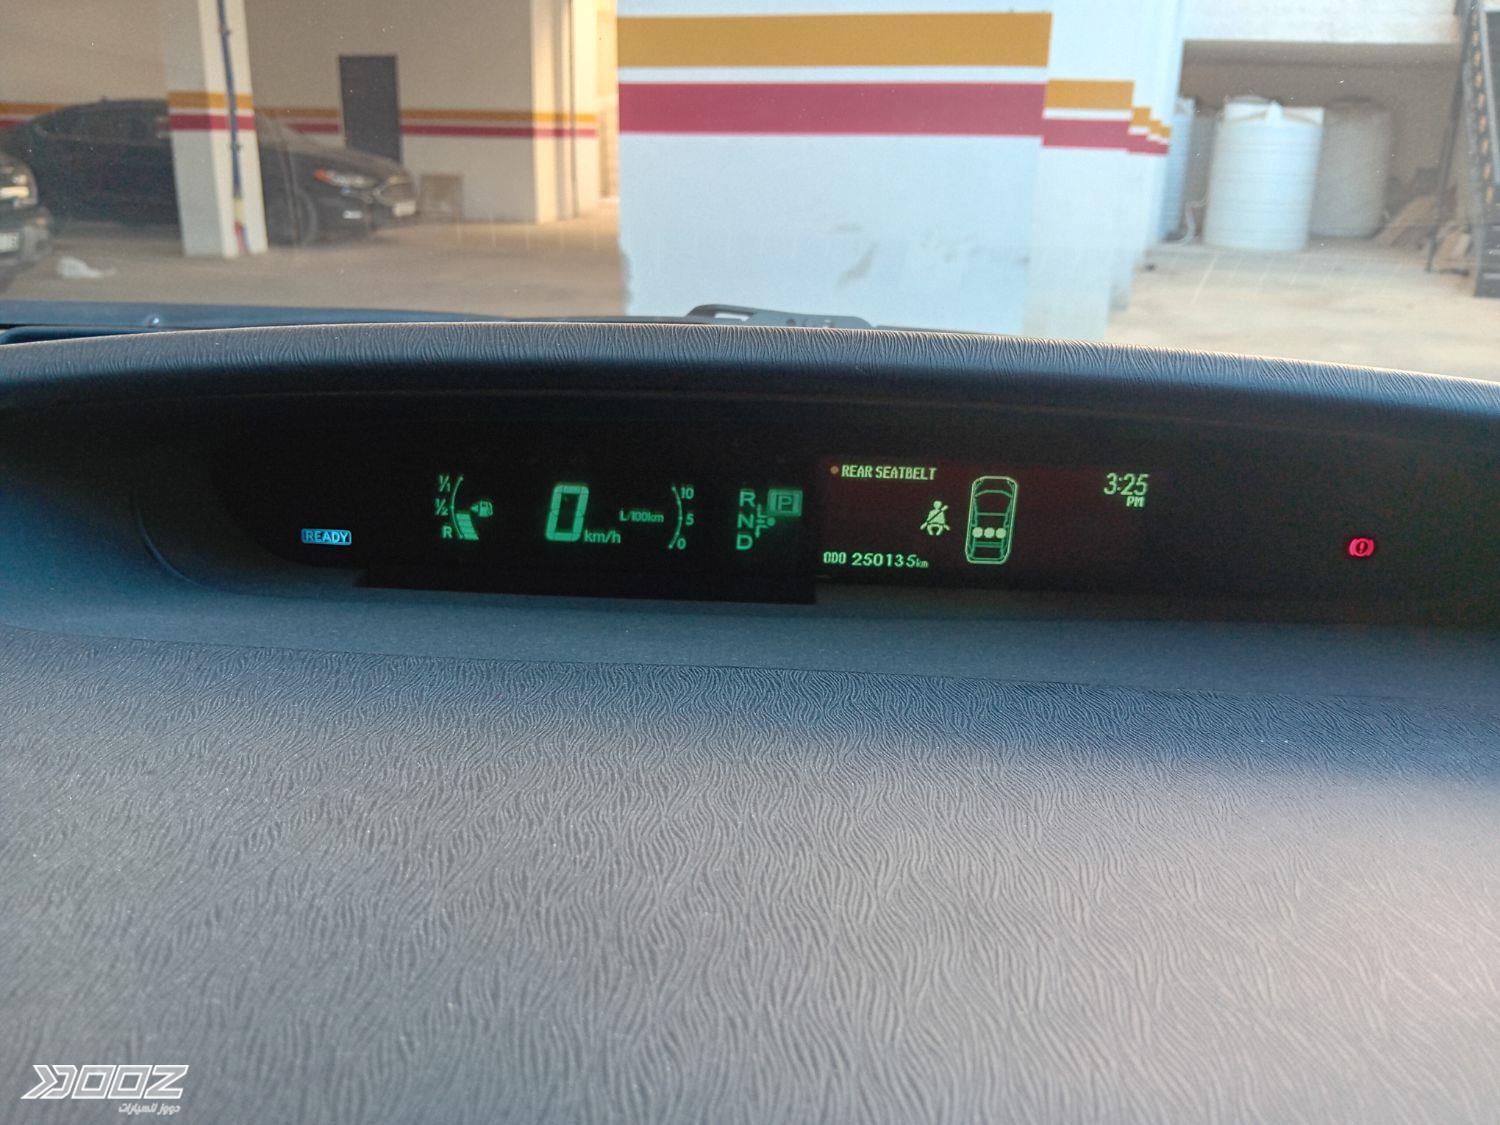 REAR SEATBELT
3:25
PM
1/1
1/2
R
0
km/h
L/100km
10
5
0
R
N
D
P
READY
ODO 250135km
DOOZ
دووز للسيارات